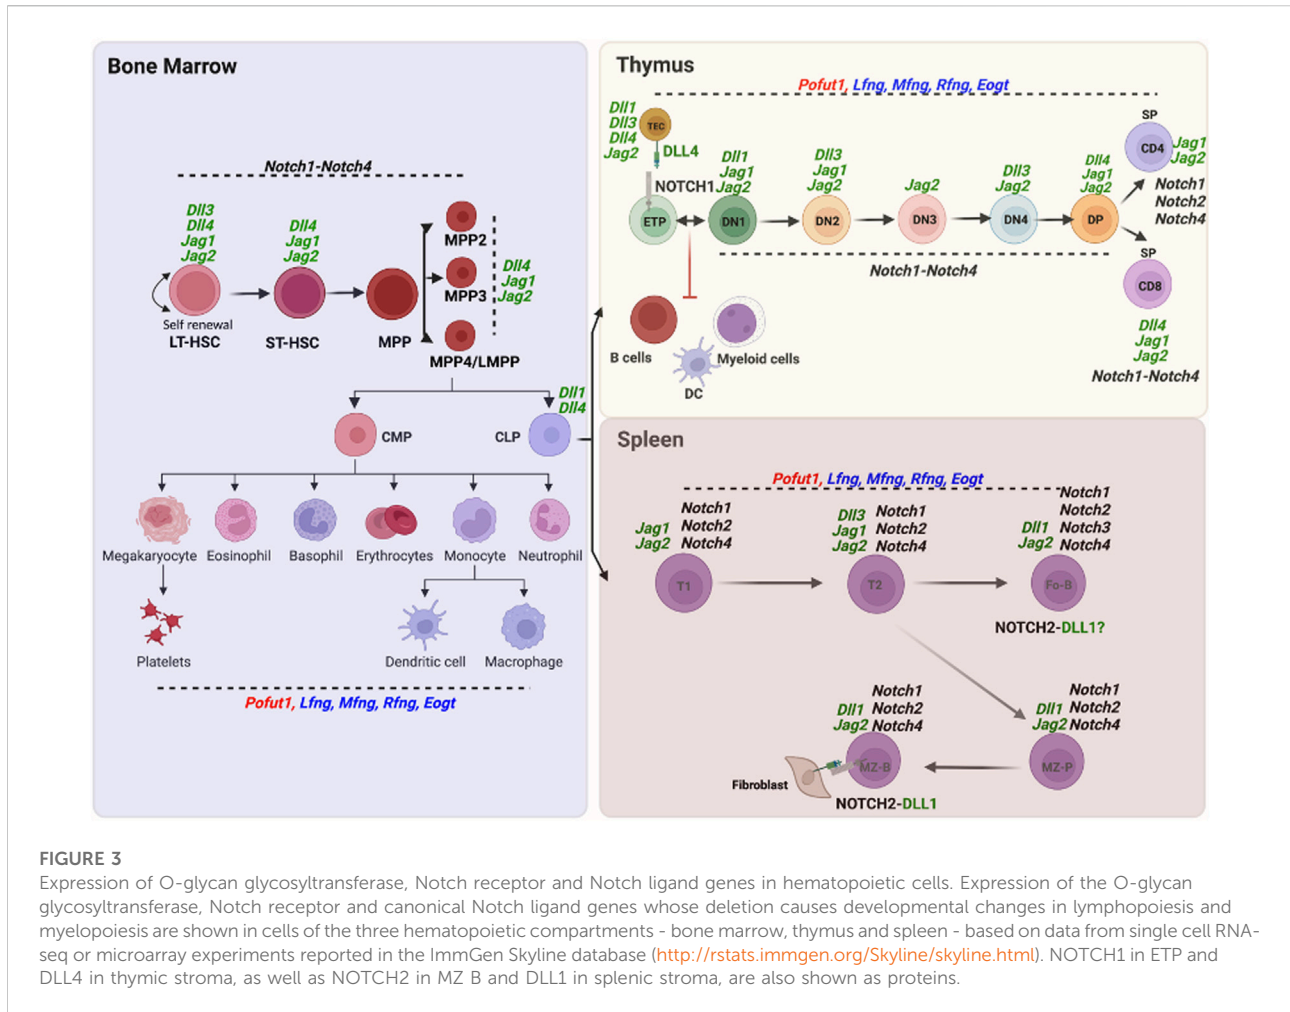 Bone Marrow
Notch1-Notch4
Dll3
Dll4
Jag1
Jag2
Dll4
Jag1
Jag2
Self renewal
LT-HSC
ST-HSC
MPP
MPP2
MPP3
MPP4/LMPP
Dll4
Jag1
Jag2
CMP
CLP
Dll1
Dll4
Megakaryocyte
Eosinophil
Basophil
Erythrocytes
Monocyte
Neutrophil
Platelets
Dendritic cell
Macrophage
Pofut1, Lfng, Mfng, Rfng, Eogt
Thymus
Pofut1, Lfng, Mfng, Rfng, Eogt
Dll1
Dll3
Dll4
Jag2
TEC
DLL4
NOTCH1
ETP
Dll1
Jag1
Jag2
DN1
Dll3
Jag1
Jag2
DN2
Jag2
DN3
Dll3
Jag2
DN4
Dll4
Jag1
Jag2
DP
Notch1-Notch4
SP
CD4
Jag1
Jag2
Notch1
Notch2
Notch4
SP
CD8
Dll4
Jag1
Jag2
Notch1-Notch4
B cells
DC
Myeloid cells
Spleen
Pofut1, Lfng, Mfng, Rfng, Eogt
Jag1
Jag2
Notch1
Notch2
Notch4
T1
Dll3
Jag1
Jag2
Notch1
Notch2
Notch4
T2
Dll1
Jag2
Notch1
Notch2
Notch3
Notch4
Fo-B
NOTCH2-DLL1?
Dll1
Jag2
Notch1
Notch2
Notch4
MZ-B
Fibroblast
NOTCH2-DLL1
Dll1
Jag2
Notch1
Notch2
Notch4
MZ-P
FIGURE 3
Expression of O-glycan glycosyltransferase, Notch receptor and Notch ligand genes in hematopoietic cells. Expression of the O-glycan
glycosyltransferase, Notch receptor and canonical Notch ligand genes whose deletion causes developmental changes in lymphopoiesis and
myelopoiesis are shown in cells of the three hematopoietic compartments - bone marrow, thymus and spleen - based on data from single cell RNA-
seq or microarray experiments reported in the ImmGen Skyline database (http://rstats.immgen.org/Skyline/skyline.html). NOTCH1 in ETP and
DLL4 in thymic stroma, as well as NOTCH2 in MZ B and DLL1 in splenic stroma, are also shown as proteins.